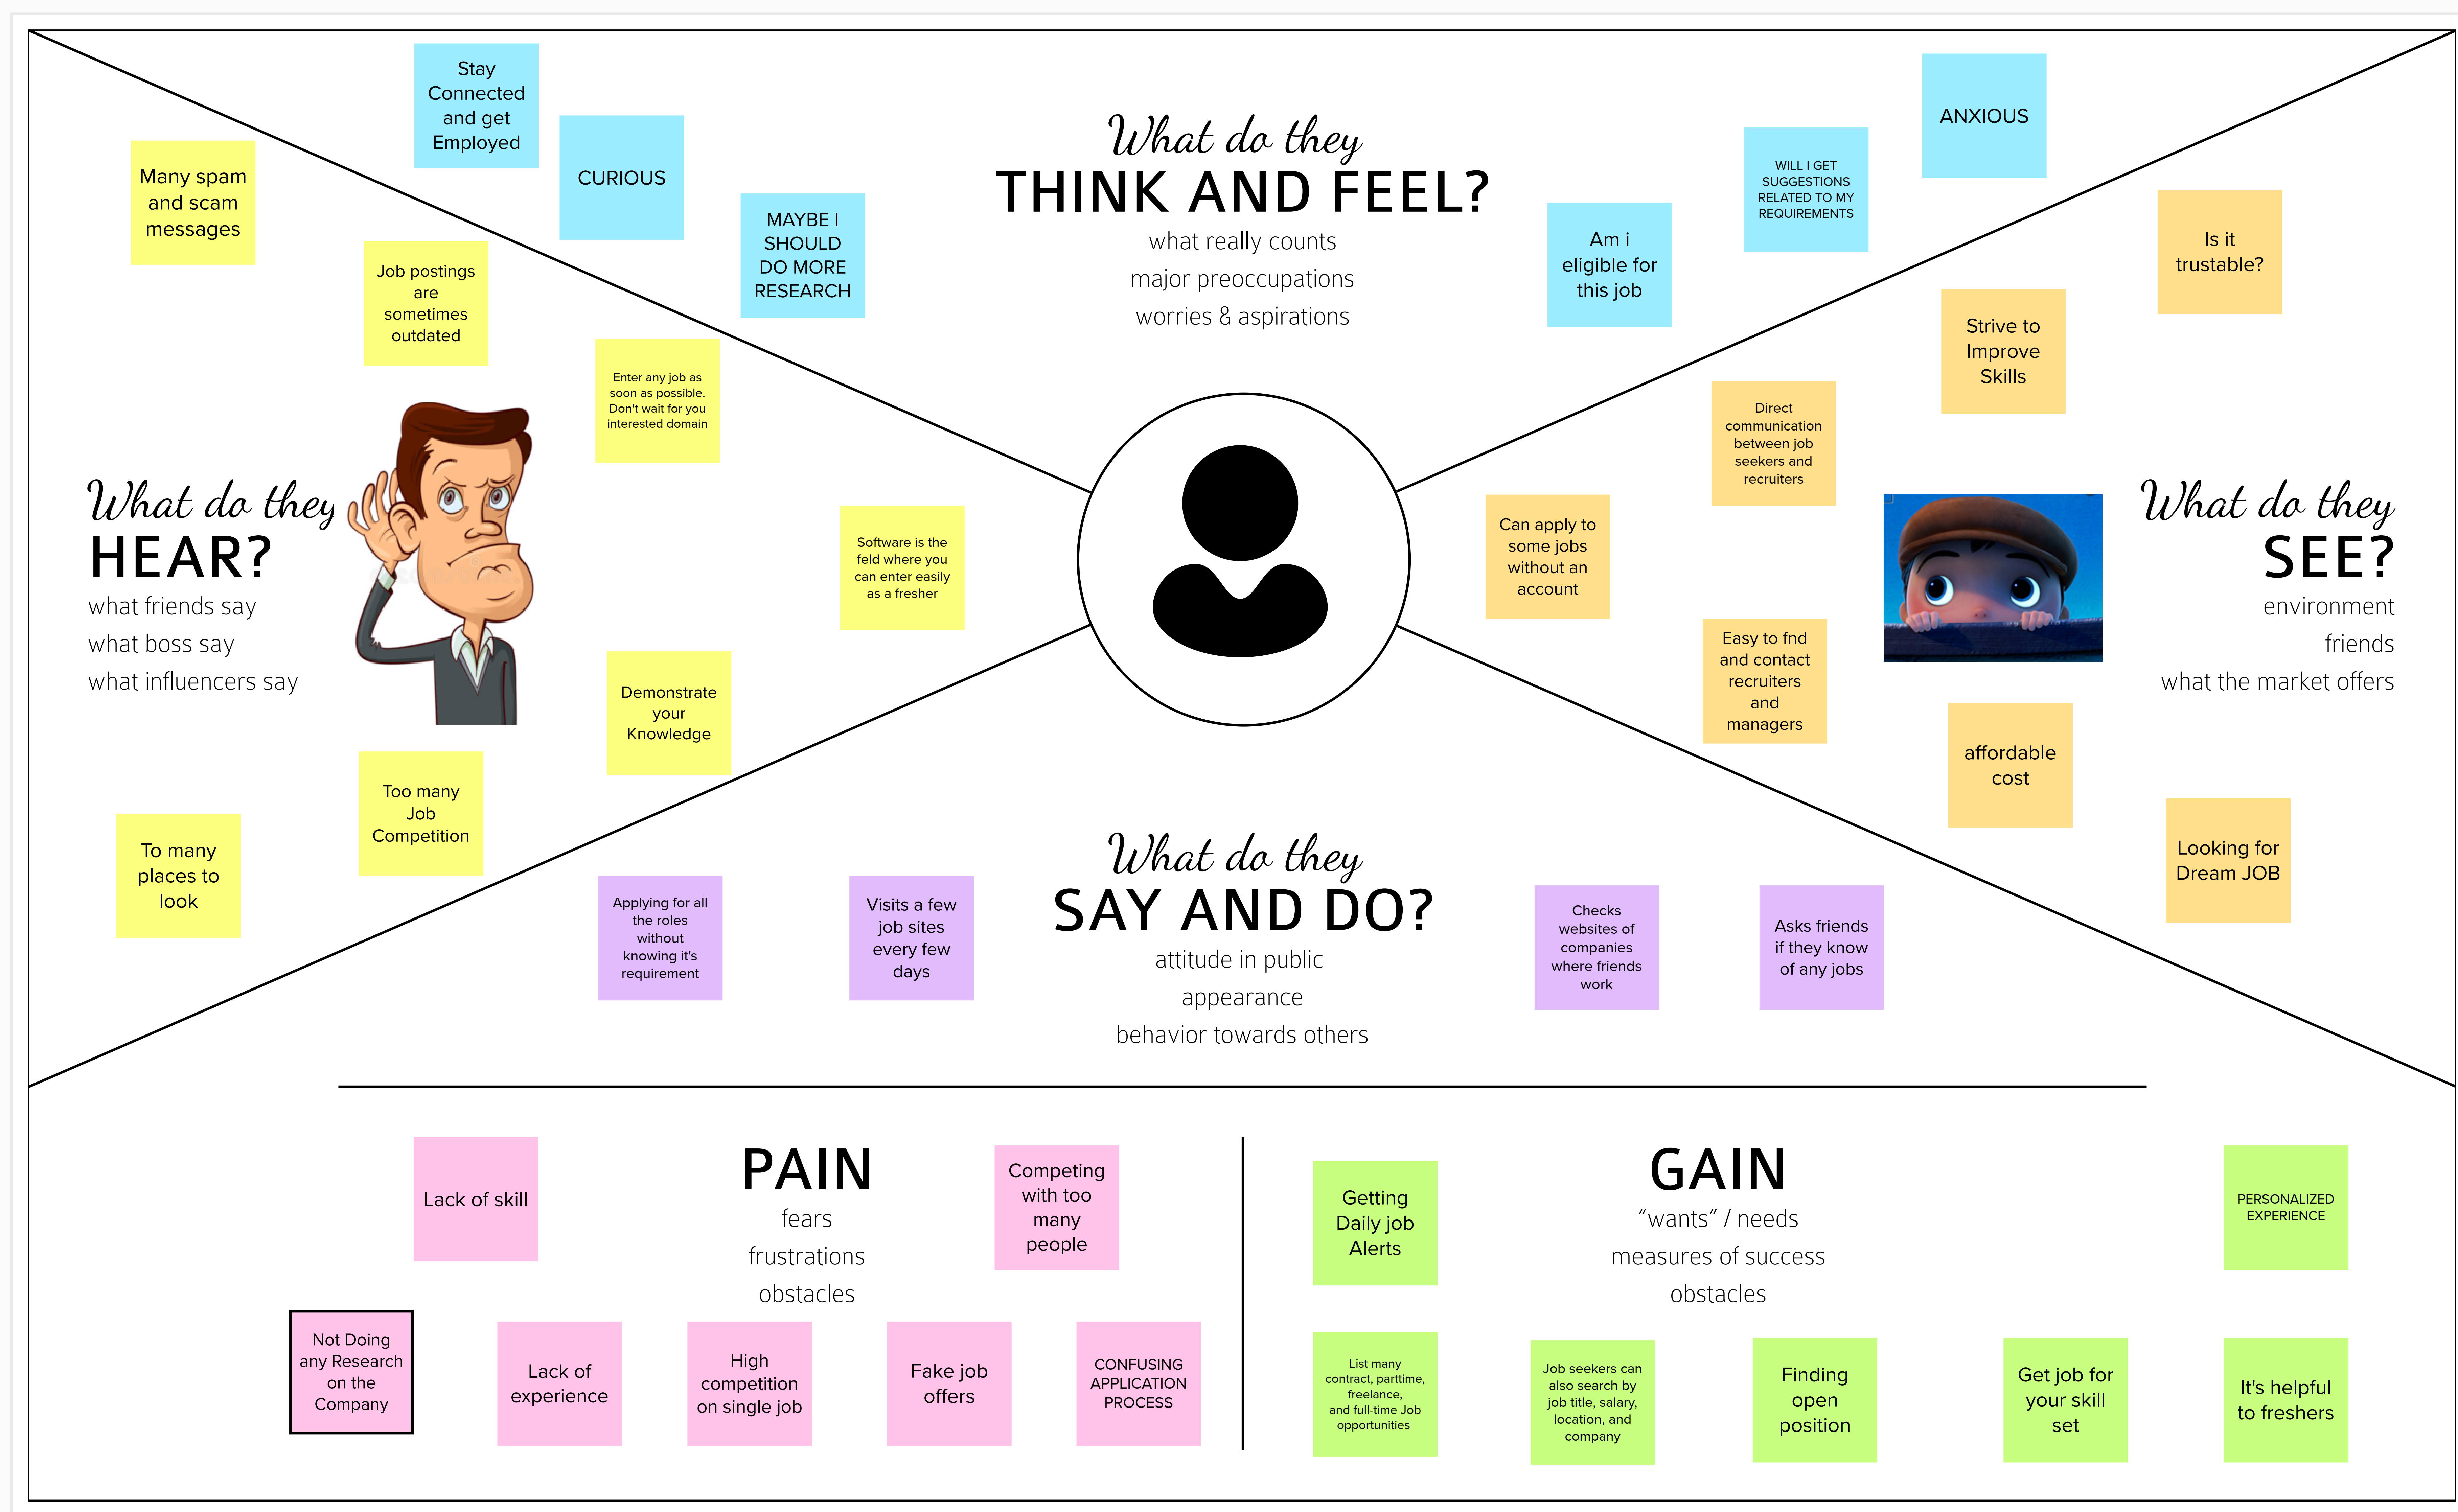 Stay
Connected
and get
Employed
CURIOUS
MAYBE I
SHOULD
DO MORE
RESEARCH
What do they
THINK AND FEEL?
what really counts
major preoccupations
worries & aspirations
Am i
eligible for
this job
WILL I GET
SUGGESTIONS
RELATED TO MY
REQUIREMENTS
ANXIOUS
Many spam
and scam
messages
Job postings
are
sometimes
outdated
Enter any job as
soon as possible.
Don't wait for you
interested domain
Software is the
feld where you
can enter easily
as a fresher
What do they
HEAR?
what friends say
what boss say
what influencers say
Demonstrate
your
Knowledge
Too many
Job
Competition
To many
places to
look
Is it
trustable?
Strive to
Improve
Skills
Direct
communication
between job
seekers and
recruiters
Can apply to
some jobs
without an
account
What do they
SEE?
environment
friends
what the market offers
Easy to fnd
and contact
recruiters
and
managers
affordable
cost
Looking for
Dream JOB
Applying for all
the roles
without
knowing it's
requirement
Visits a few
job sites
every few
days
What do they
SAY AND DO?
attitude in public
appearance
behavior towards others
Checks
websites of
companies
where friends
work
Asks friends
if they know
of any jobs
Lack of skill
PAIN
fears
frustrations
obstacles
Competing
with too
many
people
Not Doing
any Research
on the
Company
Lack of
experience
High
competition
on single job
Fake job
offers
CONFUSING
APPLICATION
PROCESS
Getting
Daily job
Alerts
GAIN
“wants” / needs
measures of success
obstacles
PERSONALIZED
EXPERIENCE
List many
contract, parttime,
freelance,
and full-time Job
opportunities
Job seekers can
also search by
job title, salary,
location, and
company
Finding
open
position
Get job for
your skill
set
It's helpful
to freshers